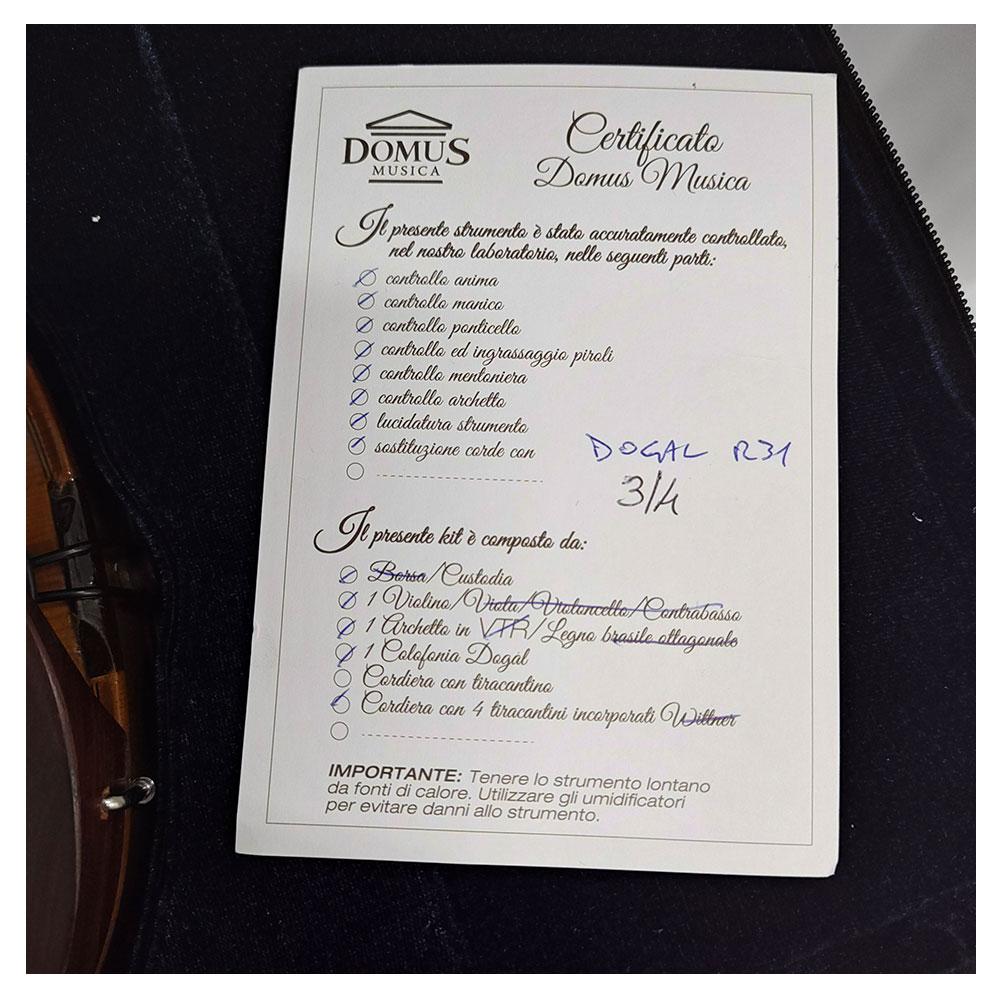 DOMUS
MUSICA
Certificato
Domus Musica
Il presente strumento è stato accuratamente controllato,
nel nostro laboratorio, nelle seguenti parti:
controllo anima
controllo manico
controllo ponticello
controllo ed ingrassaggio piroli
controllo mentoniera
controllo archetto
lucidatura strumento
sostituzione corde con
DOGAL R31
3/4
Il presente kit è composto da:
Borsa/Custodia
1 Violino/Viola/Violoncello/Contrabasso
1 Archetto in VTR/Legno brasile ottagonale
1 Colofonia Dogal
Cordiera con tiracantino
Cordiera con 4 tiracantini incorporati Wittner
IMPORTANTE: Tenere lo strumento lontano
da fonti di calore. Utilizzare gli umidificatori
per evitare danni allo strumento.